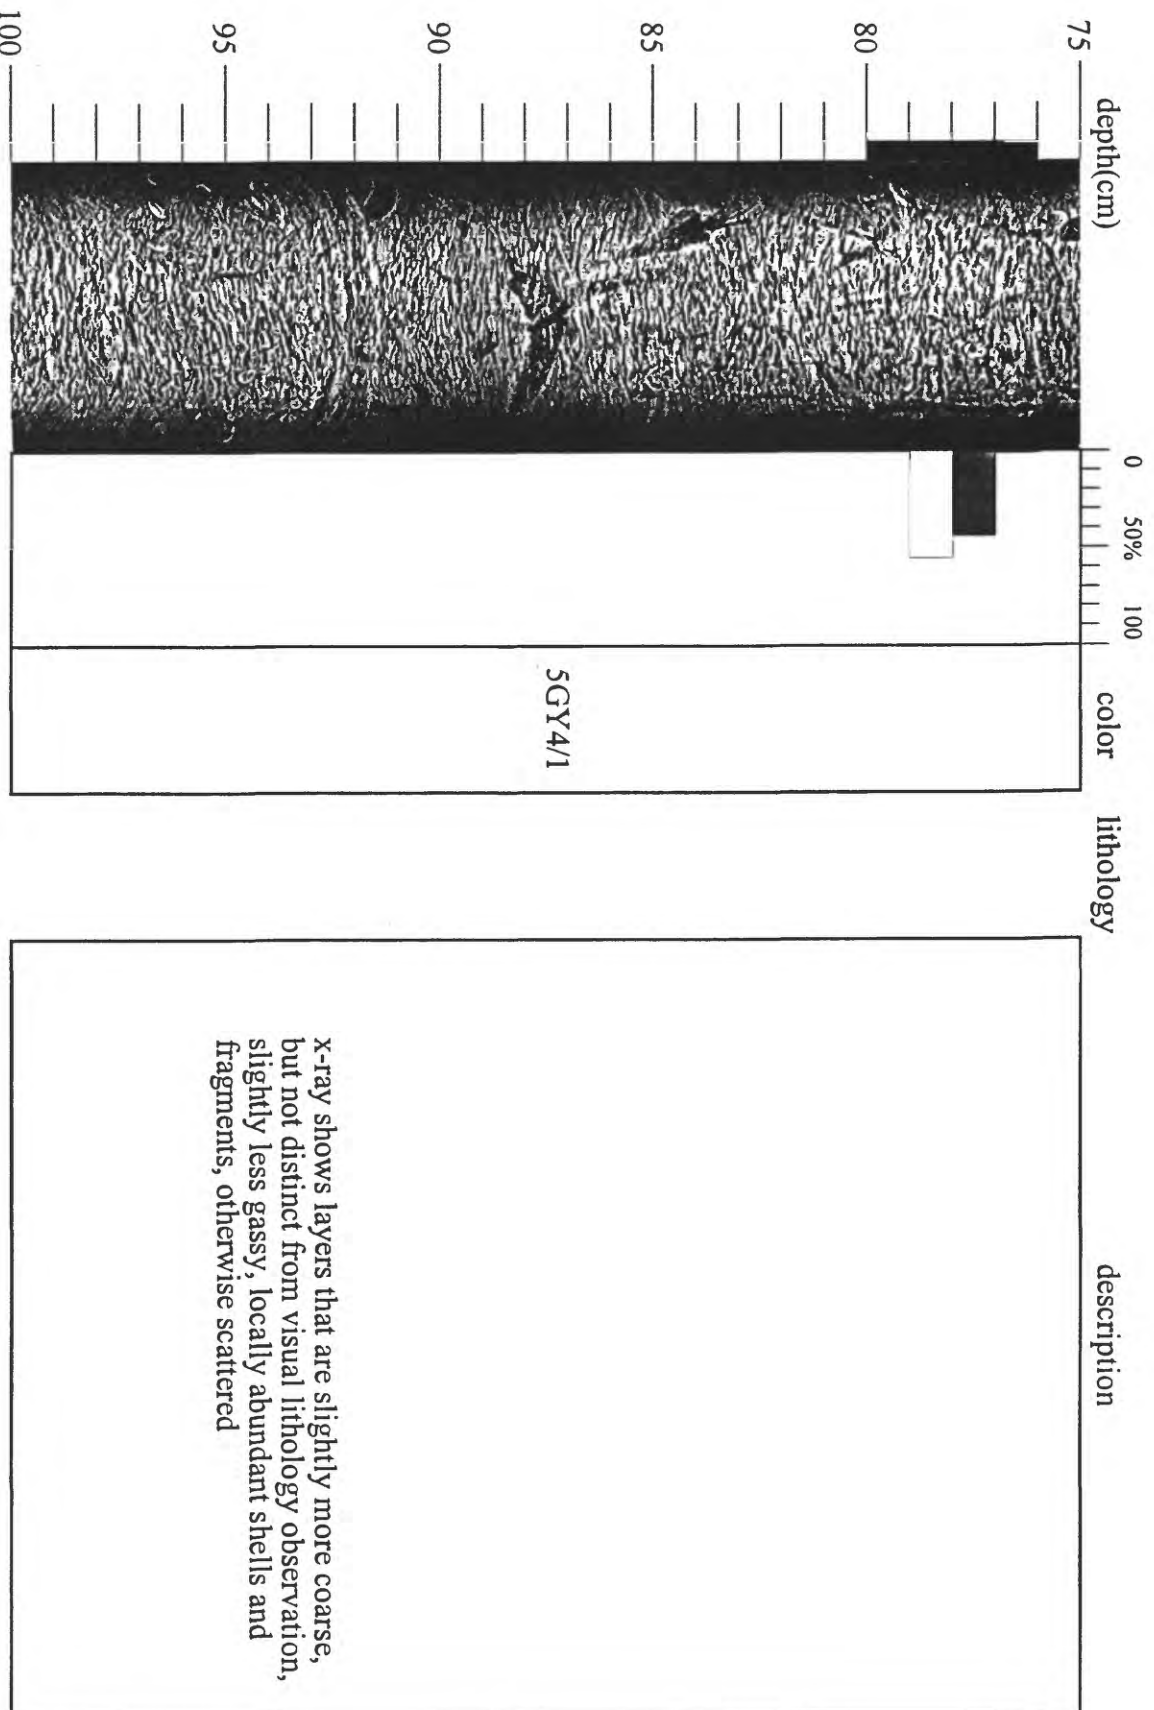 depth(cm)
0
50%
100
color
lithology
description
75
80
85
90
95
100
5GY4/1
x-ray shows layers that are slightly more coarse,
but not distinct from visual lithology observation,
slightly less gassy, locally abundant shells and
fragments, otherwise scattered